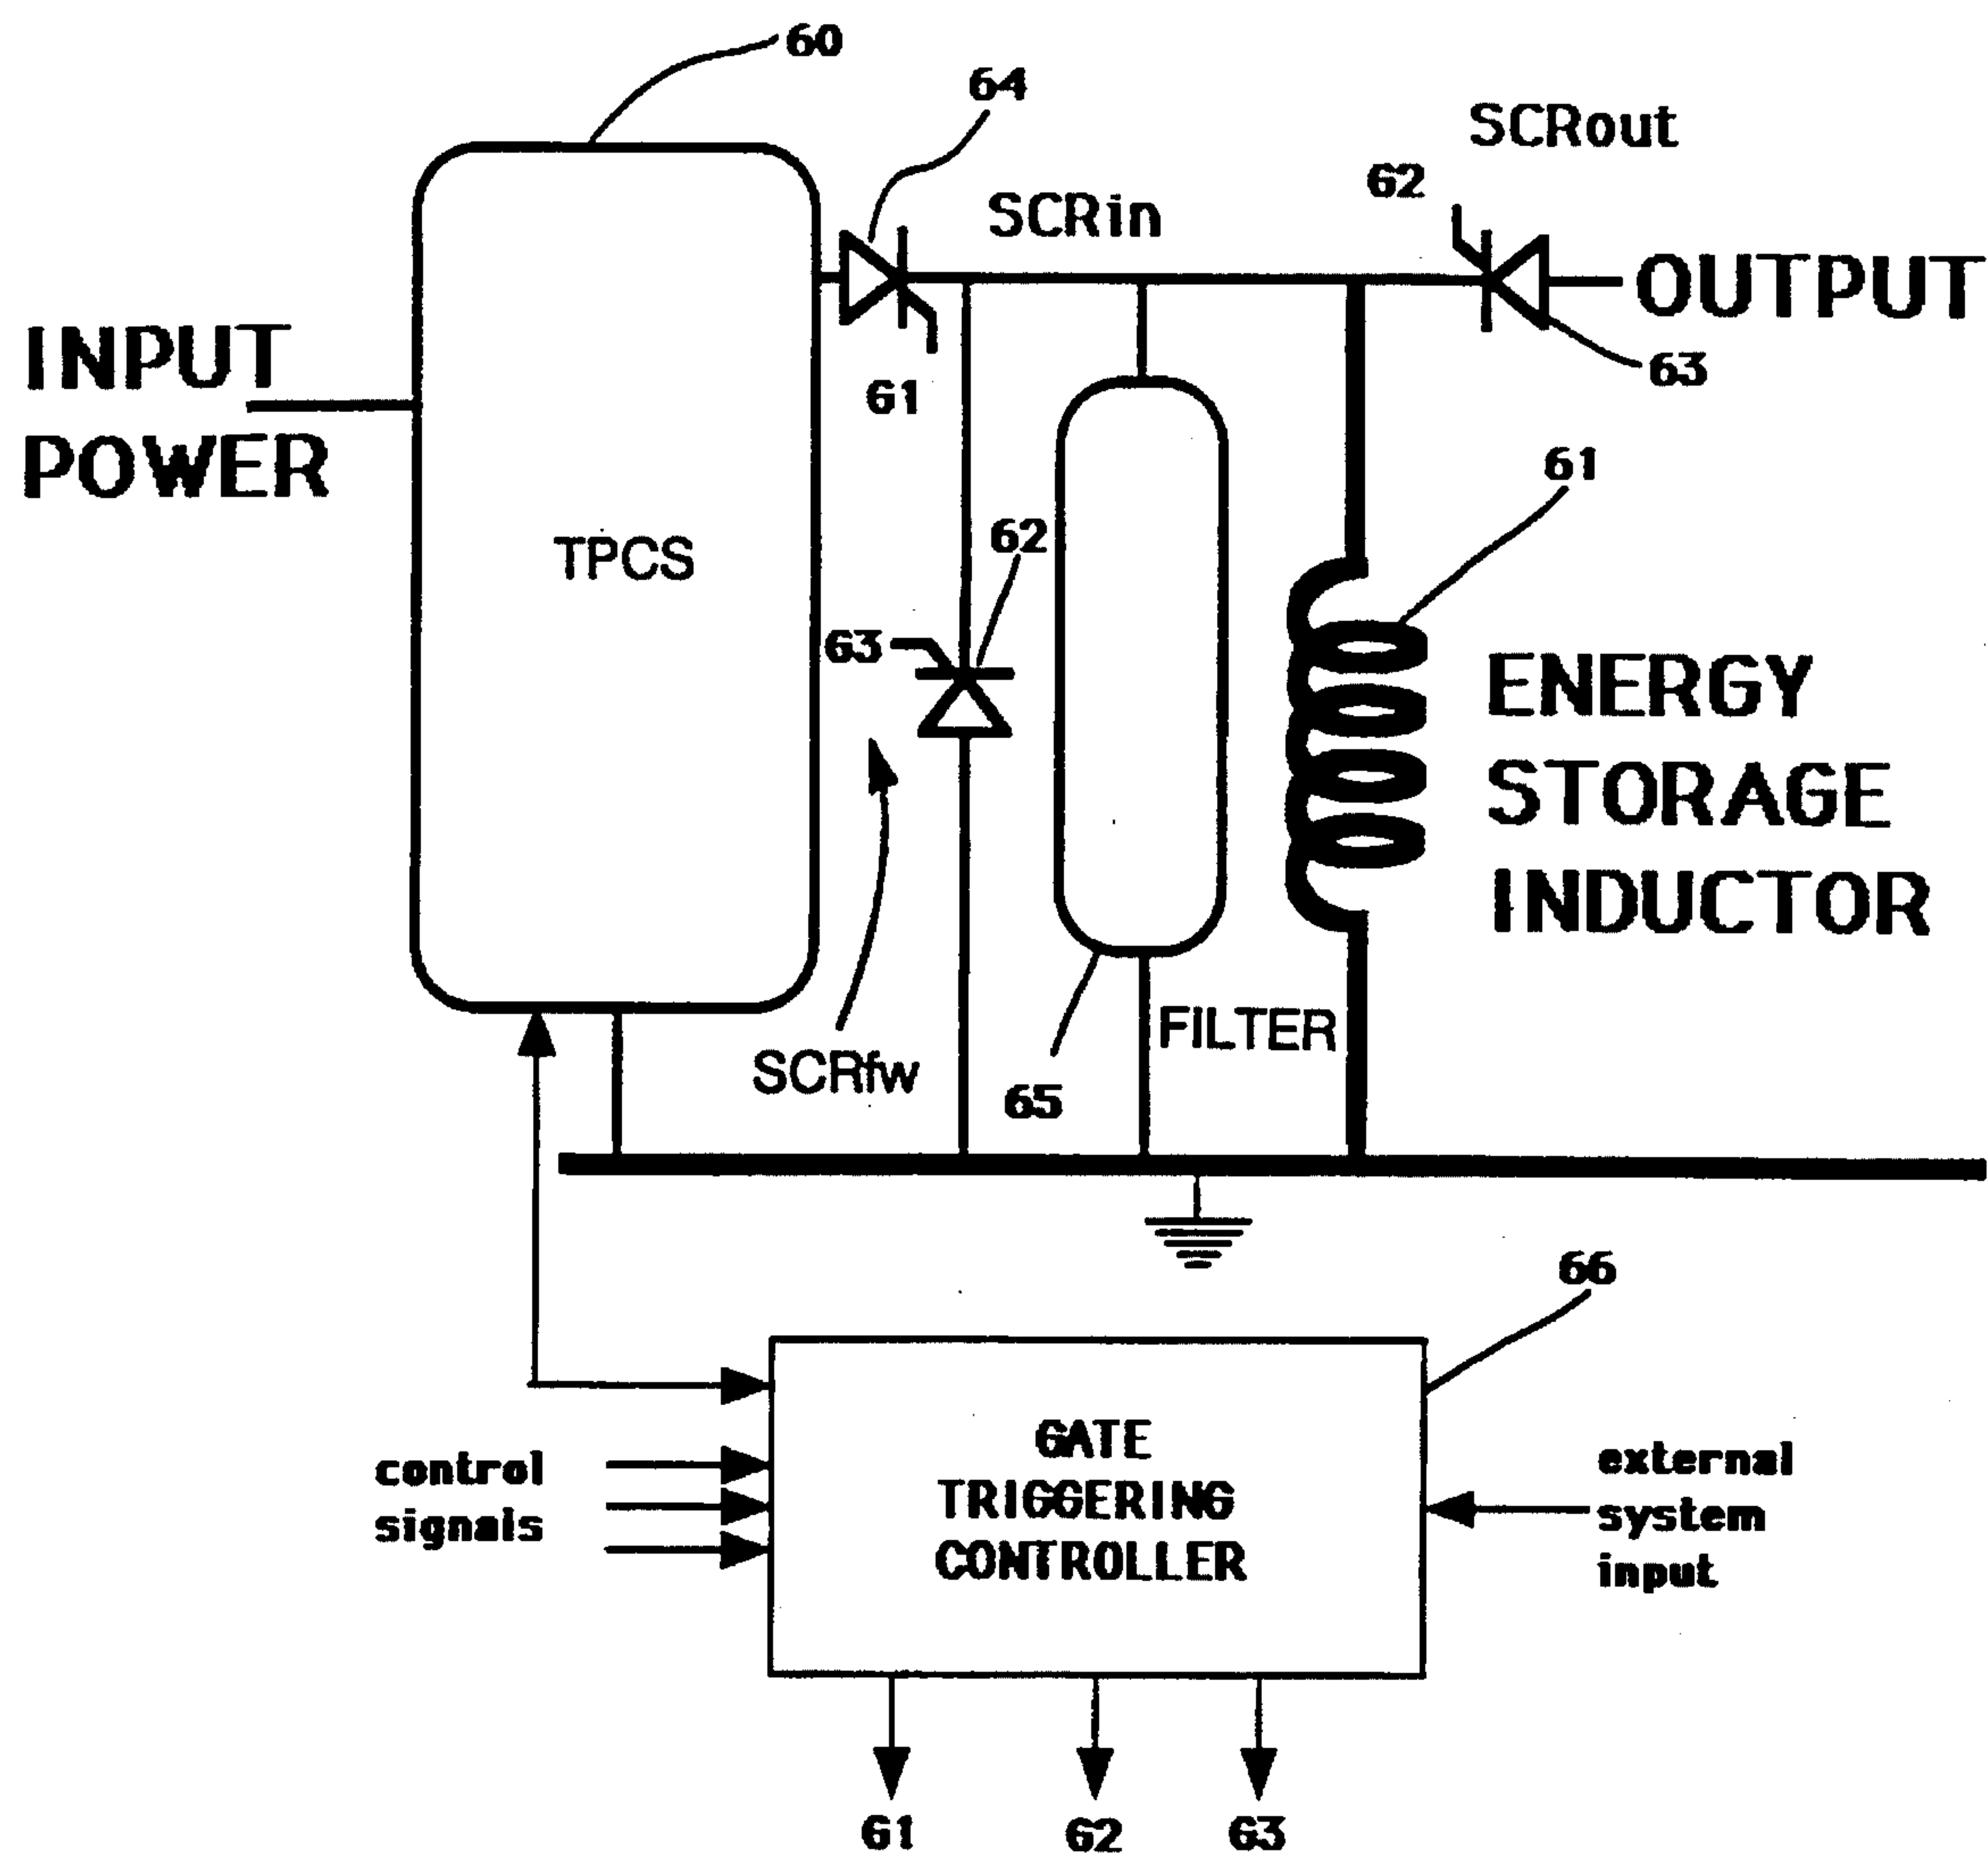 60
64
SCRout
62
SCRin
OUTPUT
INPUT
POWER
63
61
61
TPCS
62
63
ENERGY
STORAGE
INDUCTOR
FILTER
SCRfw
65
66
GATE
TRIGGERING
CONTROLLER
control
signals
external
system
input
61
62
63